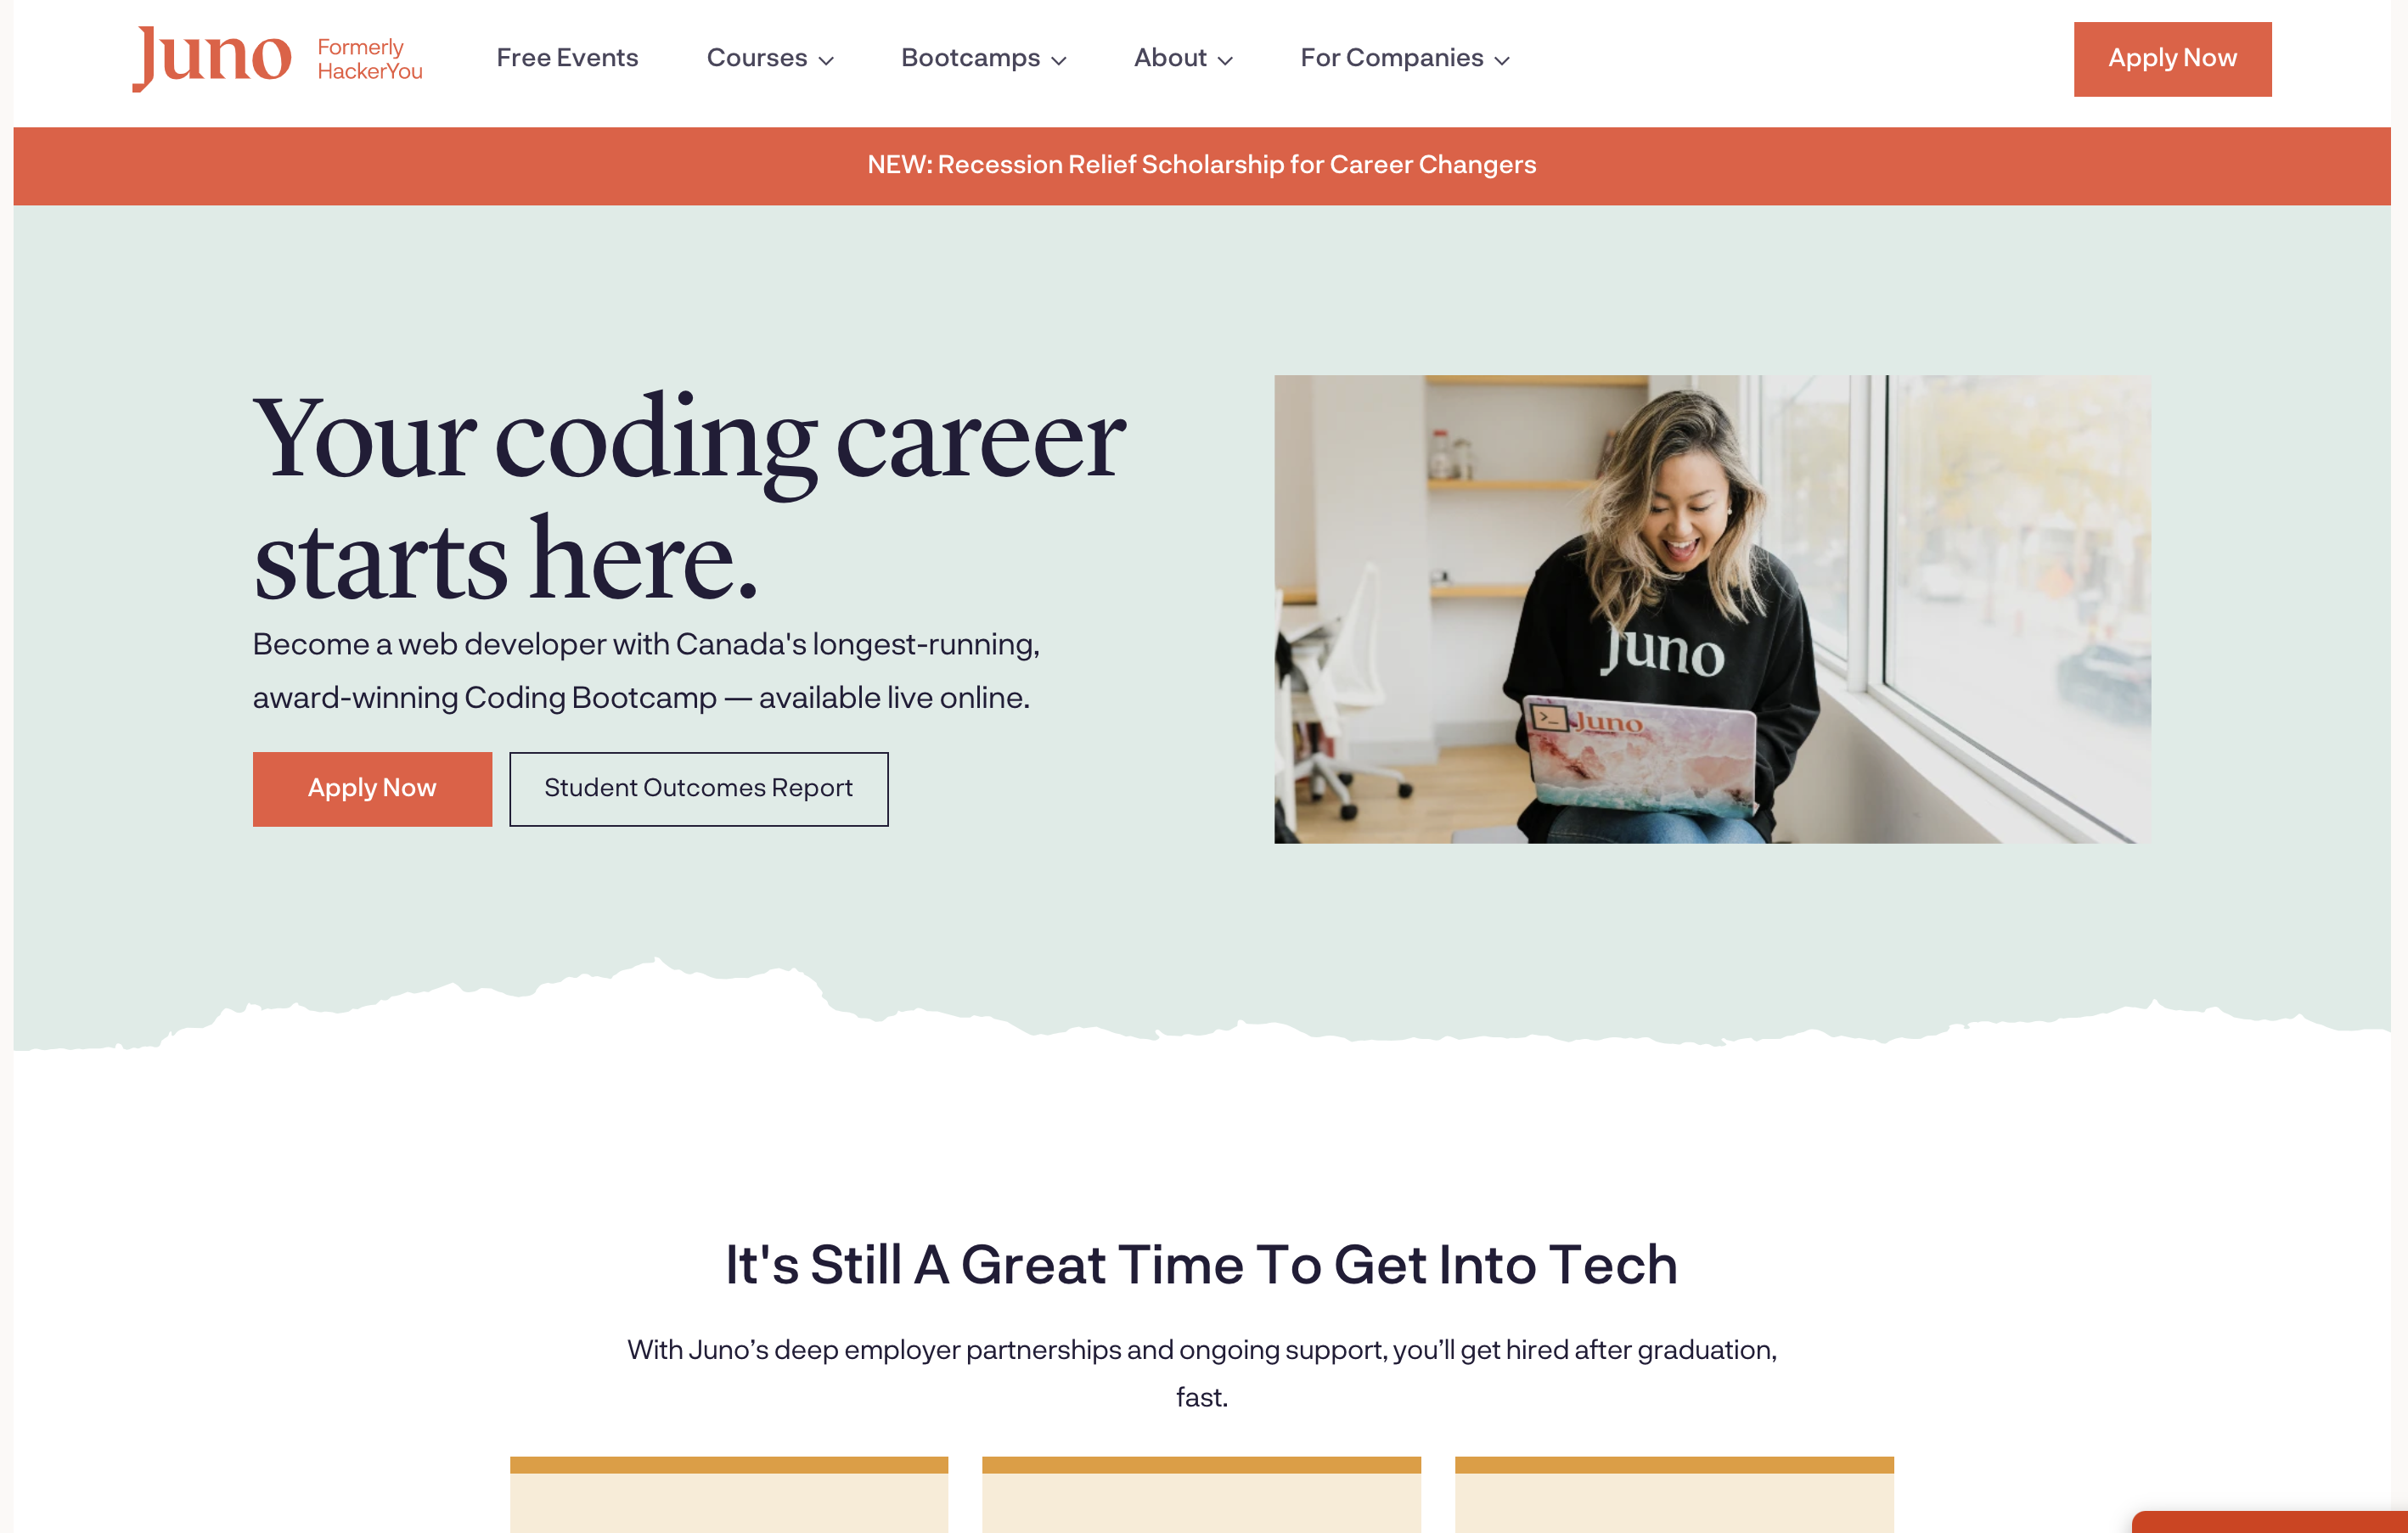 Juno
Formerly
HackerYou
Free Events
Courses
Bootcamps
About
For Companies
Apply Now
NEW: Recession Relief Scholarship for Career Changers
Your coding career
starts here.
Become a web developer with Canada's longest-running,
award-winning Coding Bootcamp — available live online.
Apply Now
Student Outcomes Report
Juno
>_ Juno
It's Still A Great Time To Get Into Tech
With Juno’s deep employer partnerships and ongoing support, you’ll get hired after graduation,
fast.